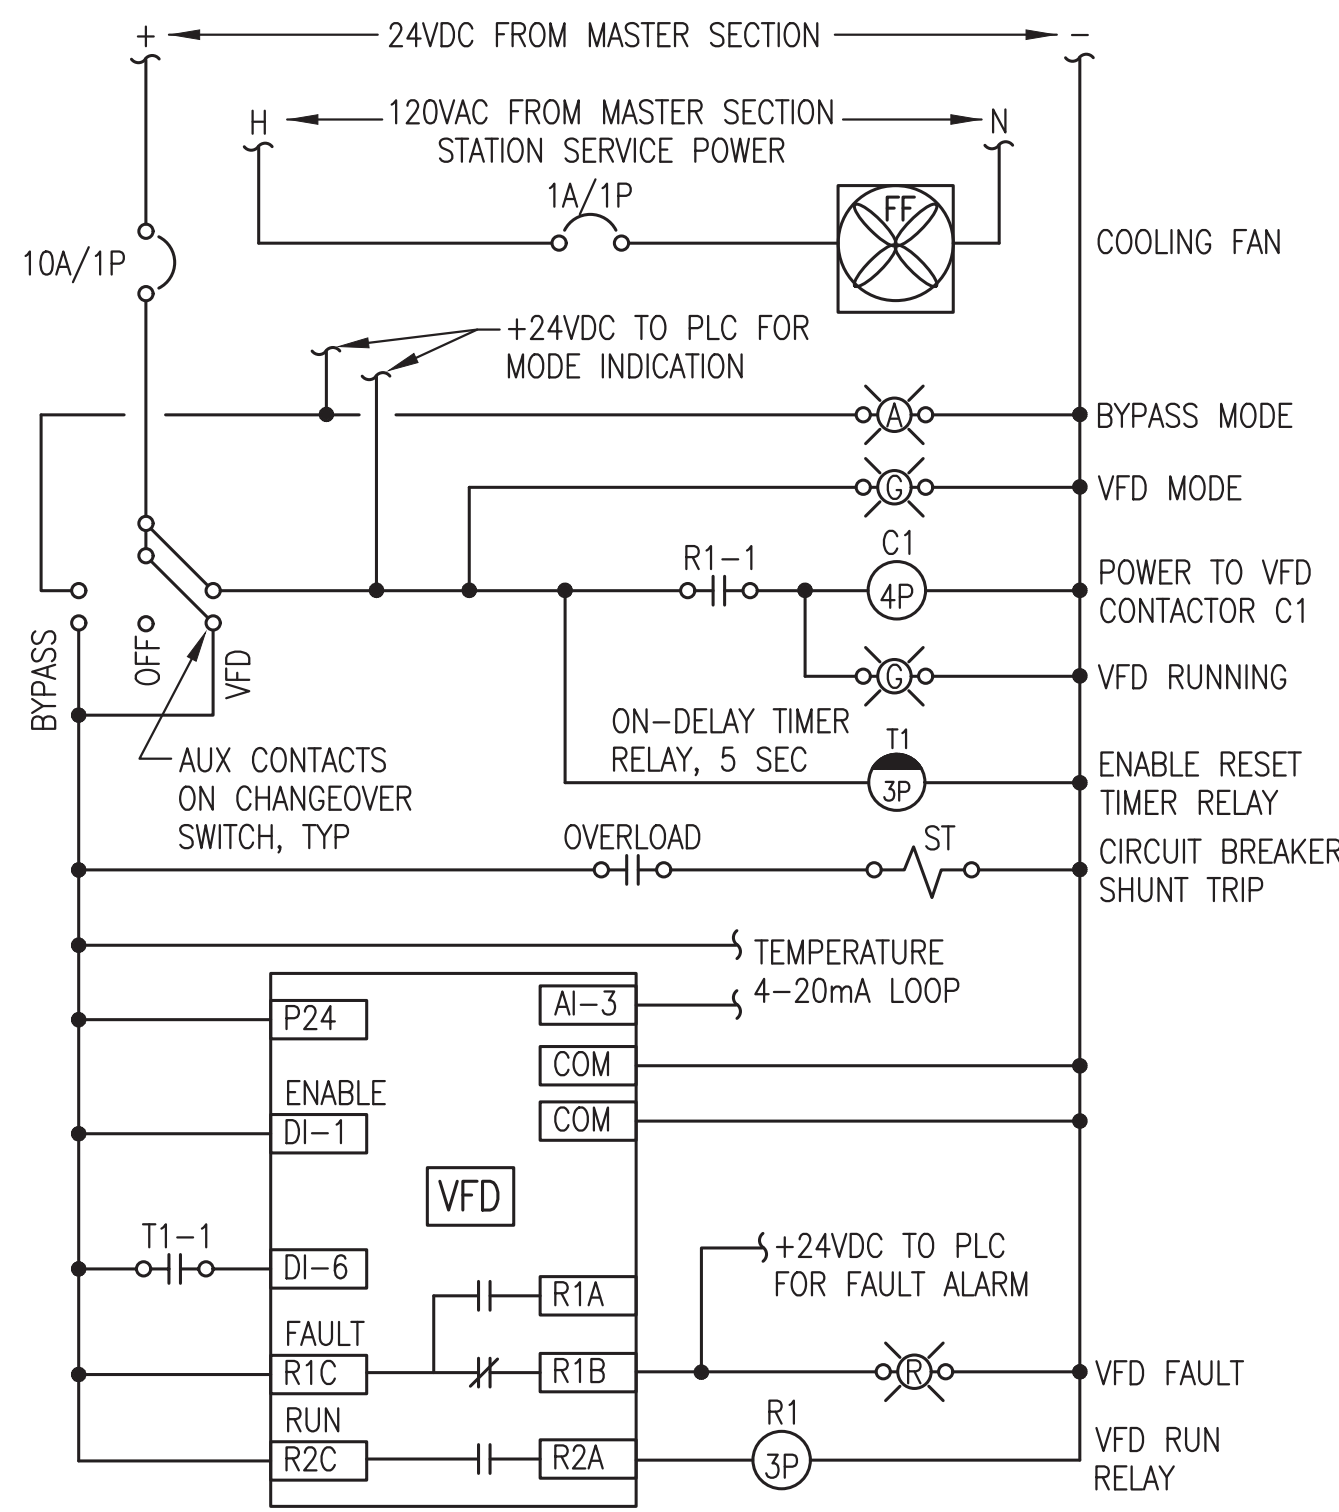 + 24VDC FROM MASTER SECTION -
H 120VAC FROM MASTER SECTION N
STATION SERVICE POWER
1A/1P
FF
10A/1P
COOLING FAN
+24VDC TO PLC FOR
MODE INDICATION
A
BYPASS MODE
G
VFD MODE
R1-1
C1
4P
POWER TO VFD
CONTACTOR C1
BYPASS
OFF
VFD
G
VFD RUNNING
ON-DELAY TIMER
RELAY, 5 SEC
T1
3P
ENABLE RESET
TIMER RELAY
AUX CONTACTS
ON CHANGEOVER
SWITCH, TYP
OVERLOAD
ST
CIRCUIT BREAKER
SHUNT TRIP
TEMPERATURE
4-20mA LOOP
P24
AI-3
COM
ENABLE
DI-1
COM
VFD
T1-1
DI-6
+24VDC TO PLC
FOR FAULT ALARM
R1A
FAULT
R1C
R1B
R
VFD FAULT
RUN
R2C
R2A
R1
3P
VFD RUN
RELAY